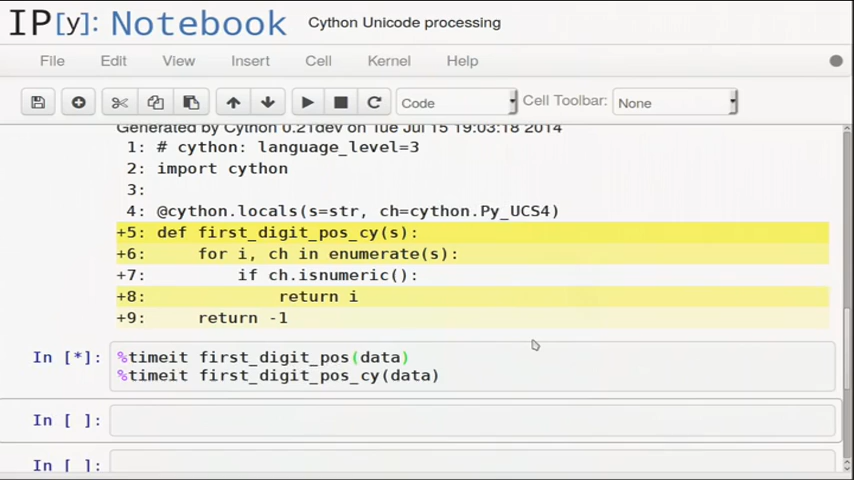 IP[y]: Notebook Cython Unicode processing
File Edit View Insert Cell Kernel Help
Code Cell Toolbar: None
Generated by Cython 0.21dev on Tue Jul 15 19:03:18 2014
1: # cython: language_level=3
2: import cython
3:
4: @cython.locals(s=str, ch=cython.Py_UCS4)
+5: def first_digit_pos_cy(s):
+6:     for i, ch in enumerate(s):
+7:         if ch.isnumeric():
+8:             return i
+9:     return -1
In [*]: %timeit first_digit_pos(data)
%timeit first_digit_pos_cy(data)
In [ ]:
In [ ]: